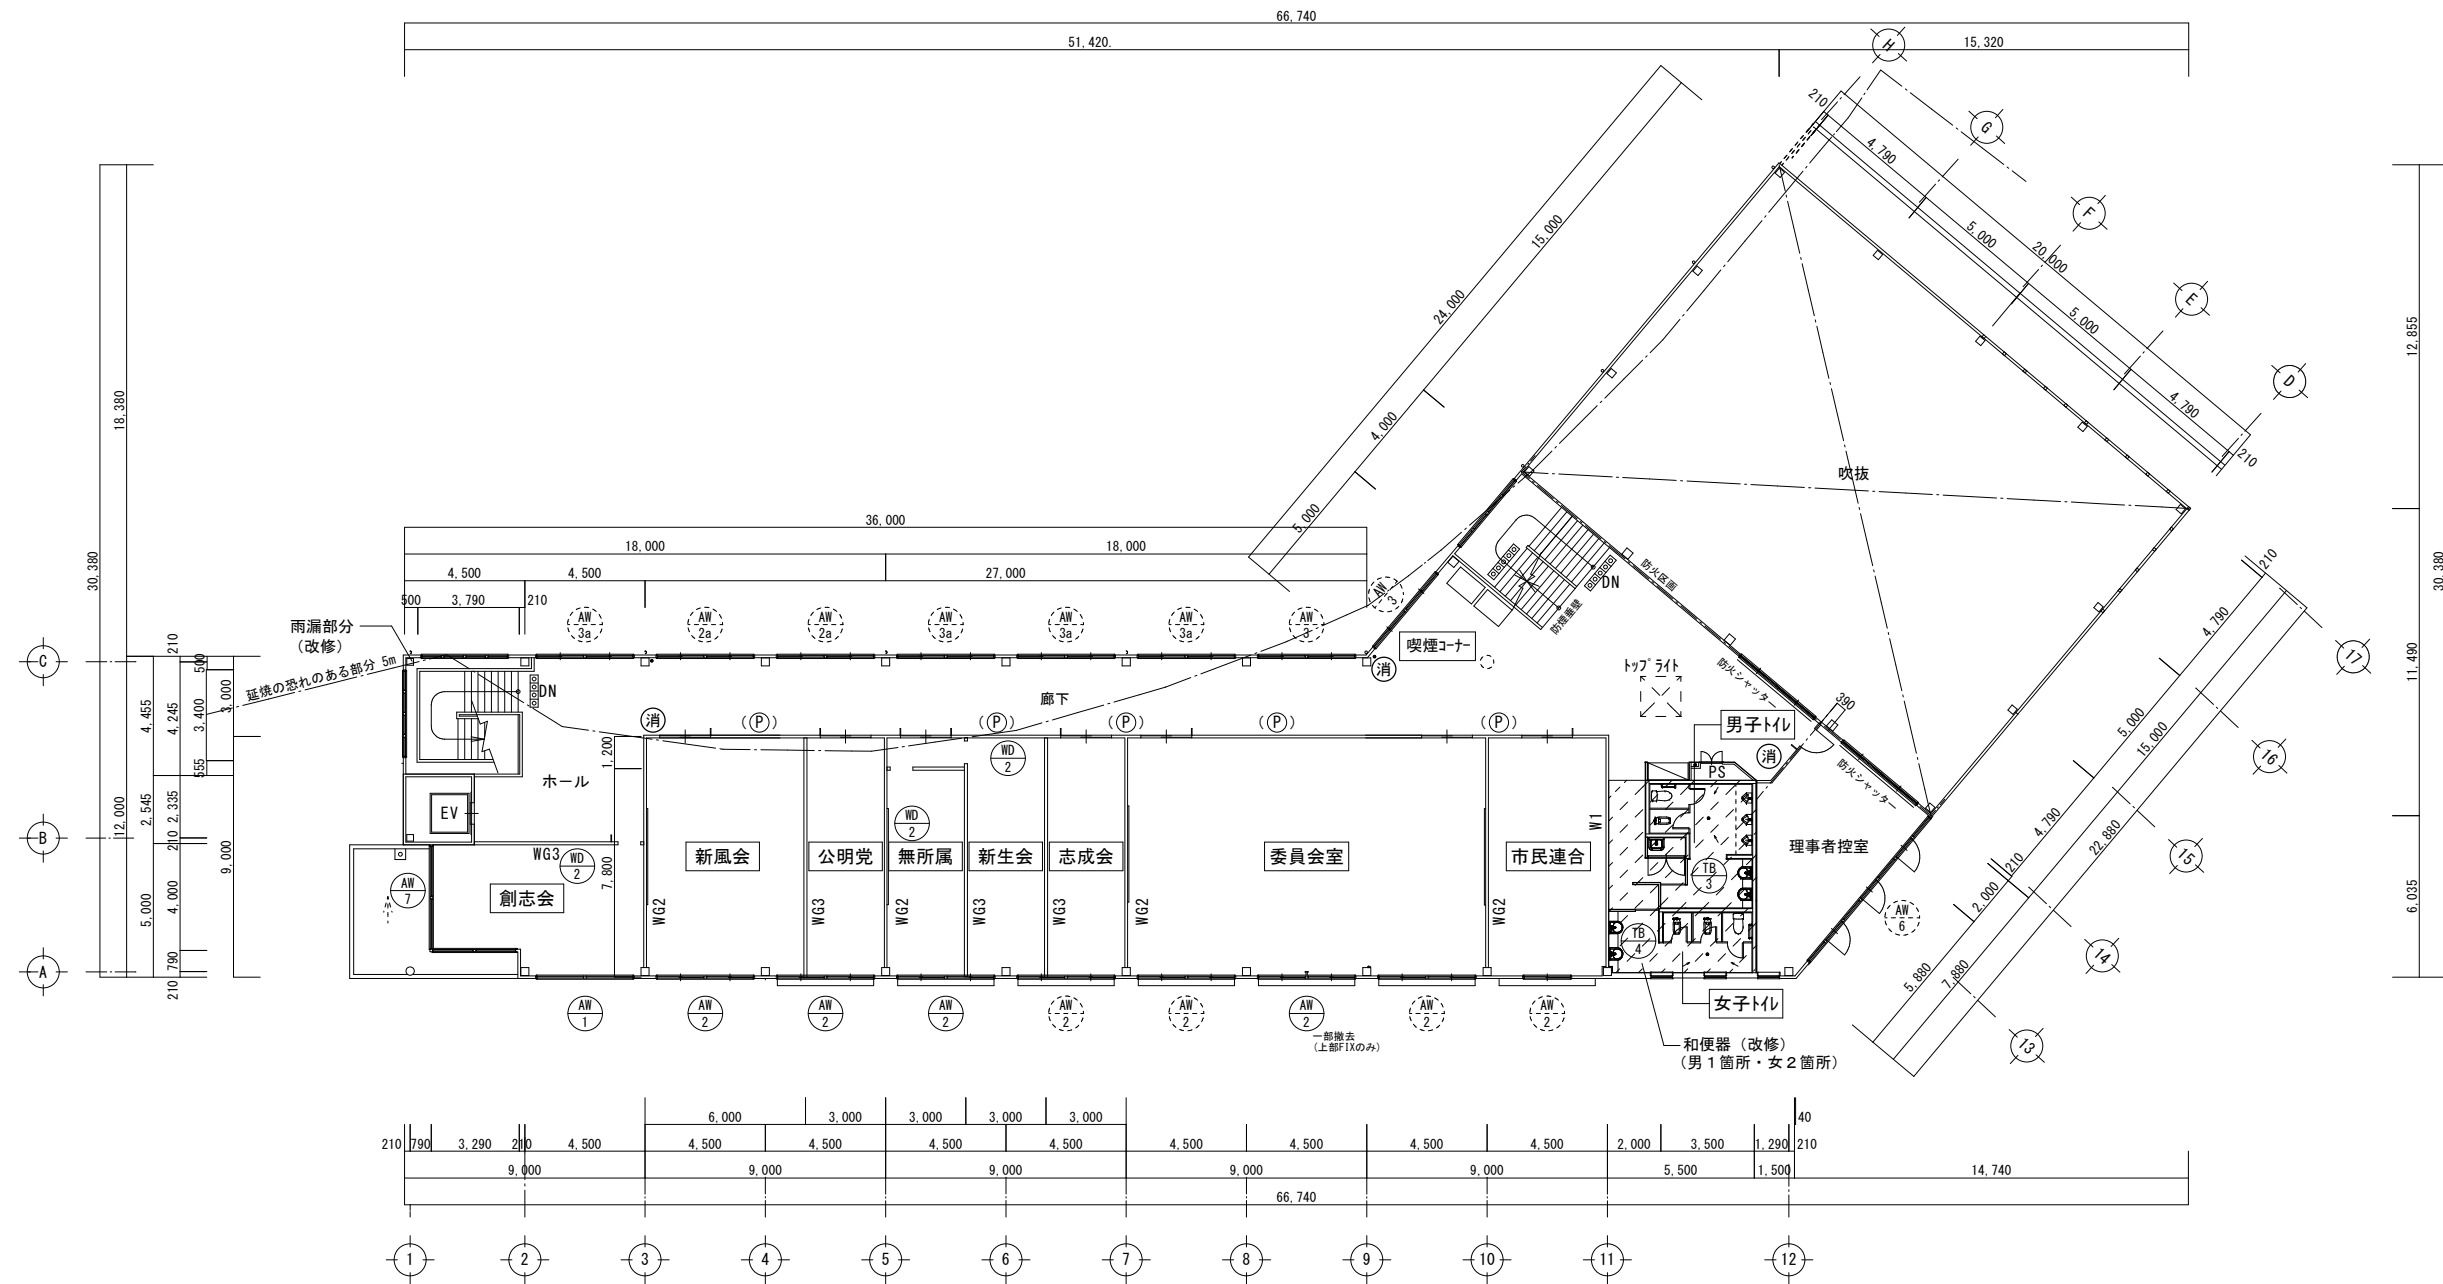 66,740
51,420.
15,320
H
G
F
E
D
210
4,790
5,000
20,000
5,000
4,790
210
15,000
24,000
4,000
5,000
18,380
30,380
12,000
12,855
30,380
11,490
6,035
吹抜
36,000
18,000
18,000
4,500
4,500
27,000
500
3,790
210
雨漏部分
(改修)
延焼の恐れのある部分 5m
AW
3a
AW
2a
AW
2a
AW
3a
AW
3a
AW
3a
AW
3
AW
3
C
B
A
210
500
4,455
4,245
3,400
3,000
555
2,545
2,335
210
9,000
5,000
4,000
790
210
DN
DN
防火区画
防煙垂壁
喫煙コーナー
トップライト
防火シャッター
390
防火シャッター
消
消
消
廊下
(P)
(P)
(P)
(P)
(P)
1,200
7,800
ホール
EV
WG3
WD
2
WD
2
WD
2
AW
7
創志会
新風会
公明党
無所属
新生会
志成会
委員会室
市民連合
理事者控室
WG2
WG3
WG2
WG3
WG3
WG2
WG2
W1
男子トイレ
PS
TB
3
TB
4
女子トイレ
和便器(改修)
(男1箇所・女2箇所)
AW
6
210
4,790
5,000
15,000
4,790
22,880
210
2,000
5,880
7,880
17
16
15
14
13
AW
1
AW
2
AW
2
AW
2
AW
2
AW
2
AW
2
AW
2
AW
2
一部撤去
(上部FIXのみ)
6,000
3,000
3,000
3,000
3,000
40
210
790
3,290
210
4,500
4,500
4,500
4,500
4,500
4,500
4,500
4,500
4,500
2,000
3,500
1,290
210
9,000
9,000
9,000
9,000
9,000
5,500
1,500
14,740
66,740
1
2
3
4
5
6
7
8
9
10
11
12